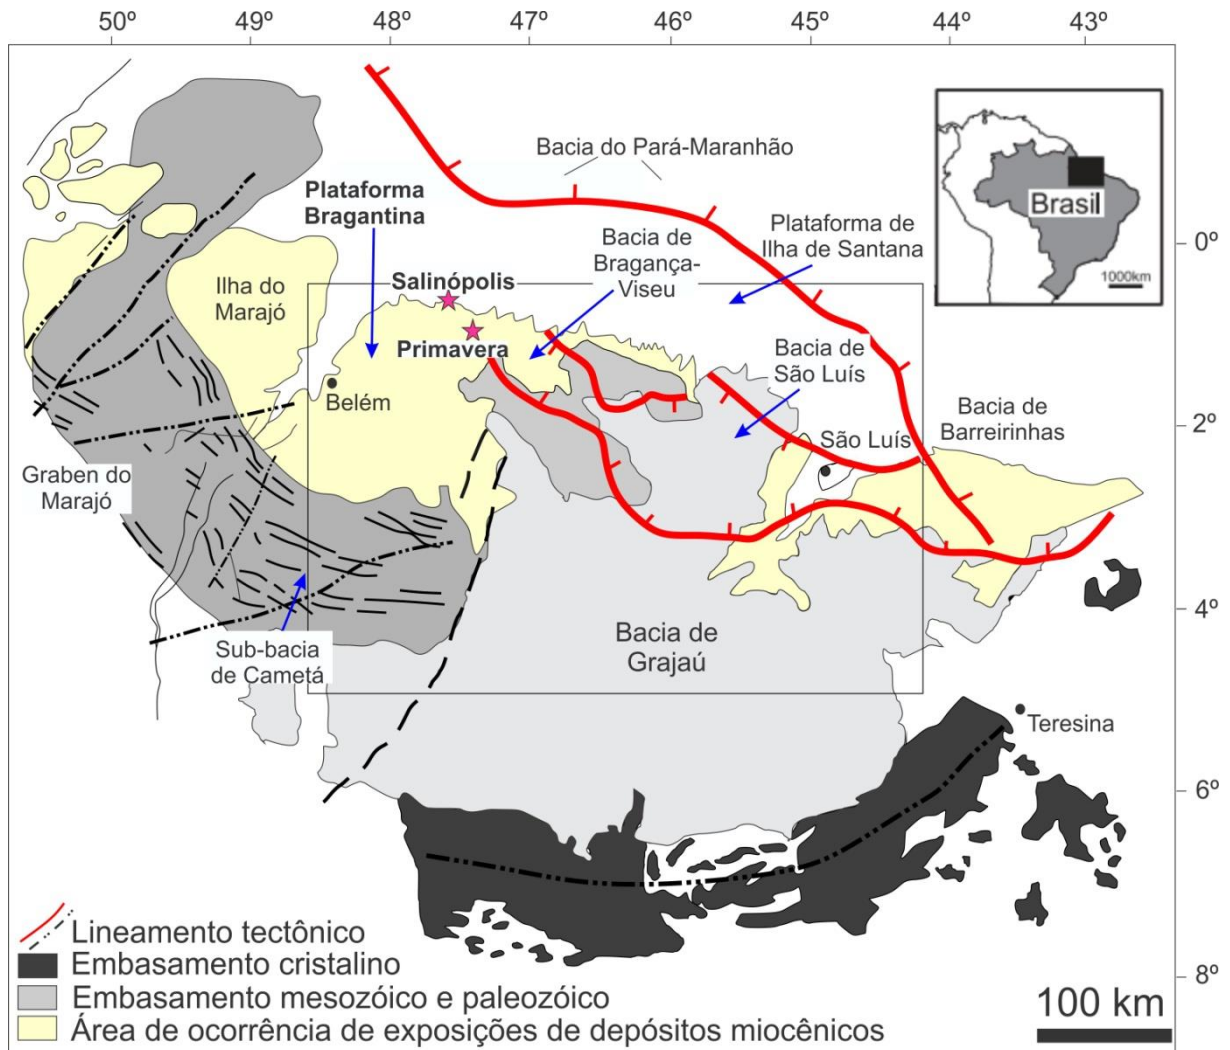 50º 49º 48º 47º 46º 45º 44º 43º
Bacia do Pará-Maranhão
Plataforma
Bragantina
Bacia de
Bragança-
Viseu
Plataforma de
Ilha de Santana
Brasil
1000km
0º
Ilha do
Marajó
Salinópolis
Primavera
Bacia de
São Luís
Belém
São Luís
Bacia de
Barreirinhas
2º
Graben do
Marajó
4º
Sub-bacia
de Cametá
Bacia de
Grajaú
Teresina
6º
Lineamento tectônico
Embasamento cristalino
Embasamento mesozóico e paleozóico
Área de ocorrência de exposições de depósitos miocênicos
8º
100 km